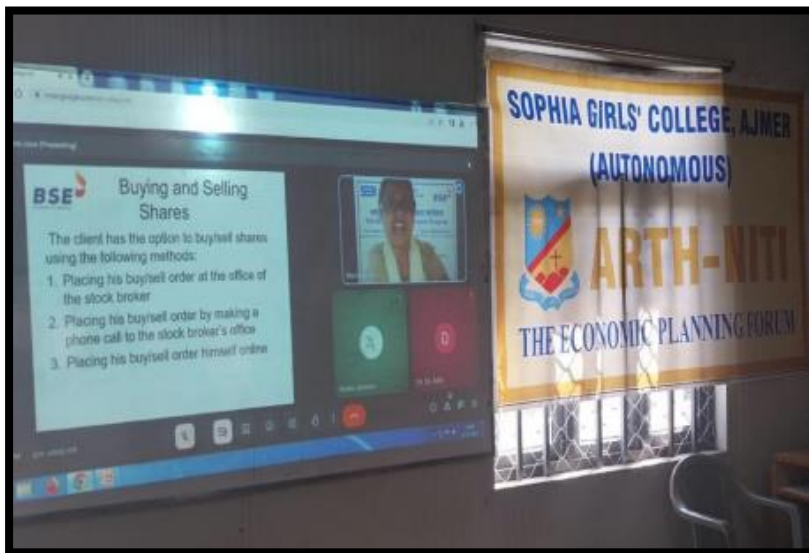 BSE
Buying and Selling
Shares
The client has the option to buy/sell shares
using the following methods:
1. Placing his buy/sell order at the office of
the stock broker
2. Placing his buy/sell order by making a
phone call to the stock broker's office
3. Placing his buy/sell order himself online
SEBI
BSE
D
SOPHIA GIRLS' COLLEGE, AJMER
(AUTONOMOUS)
ARTH-NITI
THE ECONOMIC PLANNING FORUM